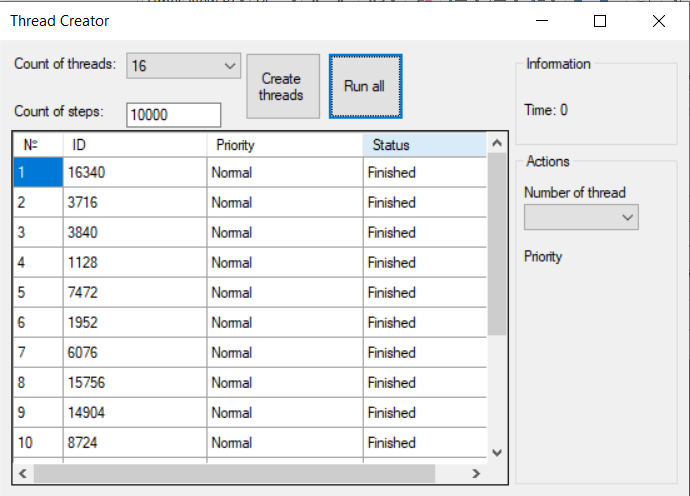 Thread Creator
Count of threads: 16
Create threads
Run all
Count of steps: 10000
№ ID Priority Status
1 16340 Normal Finished
2 3716 Normal Finished
3 3840 Normal Finished
4 1128 Normal Finished
5 7472 Normal Finished
6 1952 Normal Finished
7 6076 Normal Finished
8 15756 Normal Finished
9 14904 Normal Finished
10 8724 Normal Finished
Information
Time: 0
Actions
Number of thread
Priority